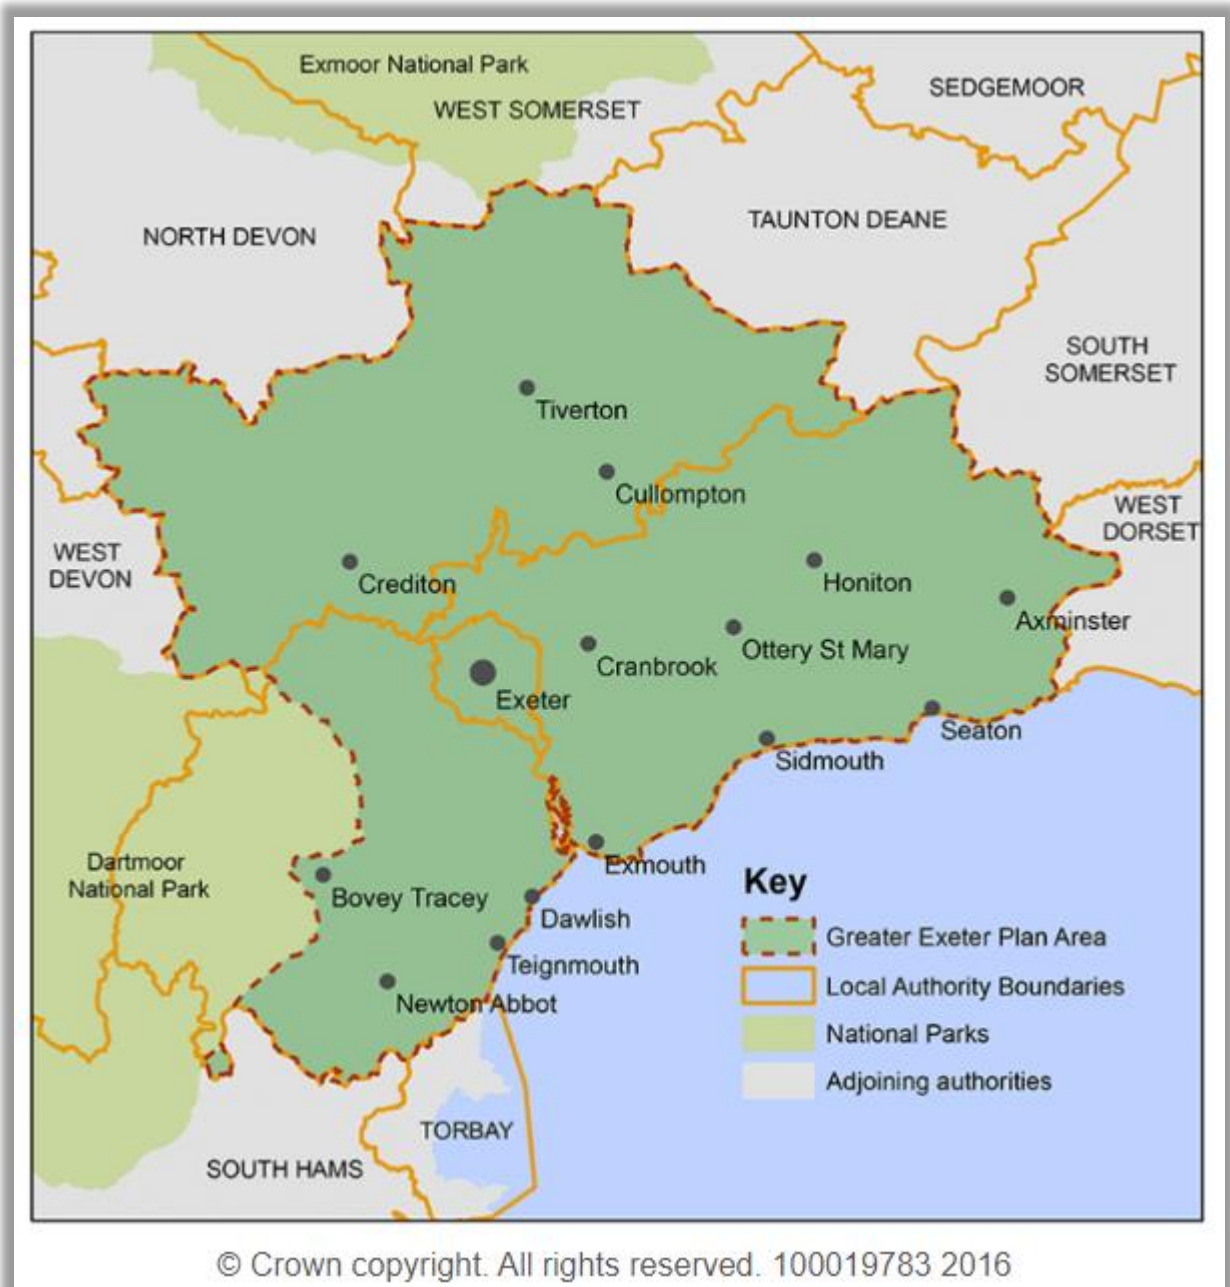 Exmoor National Park
WEST SOMERSET
SEDGEMOOR
NORTH DEVON
TAUNTON DEANE
SOUTH
SOMERSET
Tiverton
Cullompton
WEST
DORSET
WEST
DEVON
Crediton
Honiton
Axminster
Cranbrook
Ottery St Mary
Exeter
Seaton
Sidmouth
Dartmoor
National Park
Exmouth
Bovey Tracey
Dawlish
Teignmouth
Newton Abbot
TORBAY
SOUTH HAMS
Key
Greater Exeter Plan Area
Local Authority Boundaries
National Parks
Adjoining authorities
© Crown copyright. All rights reserved. 100019783 2016